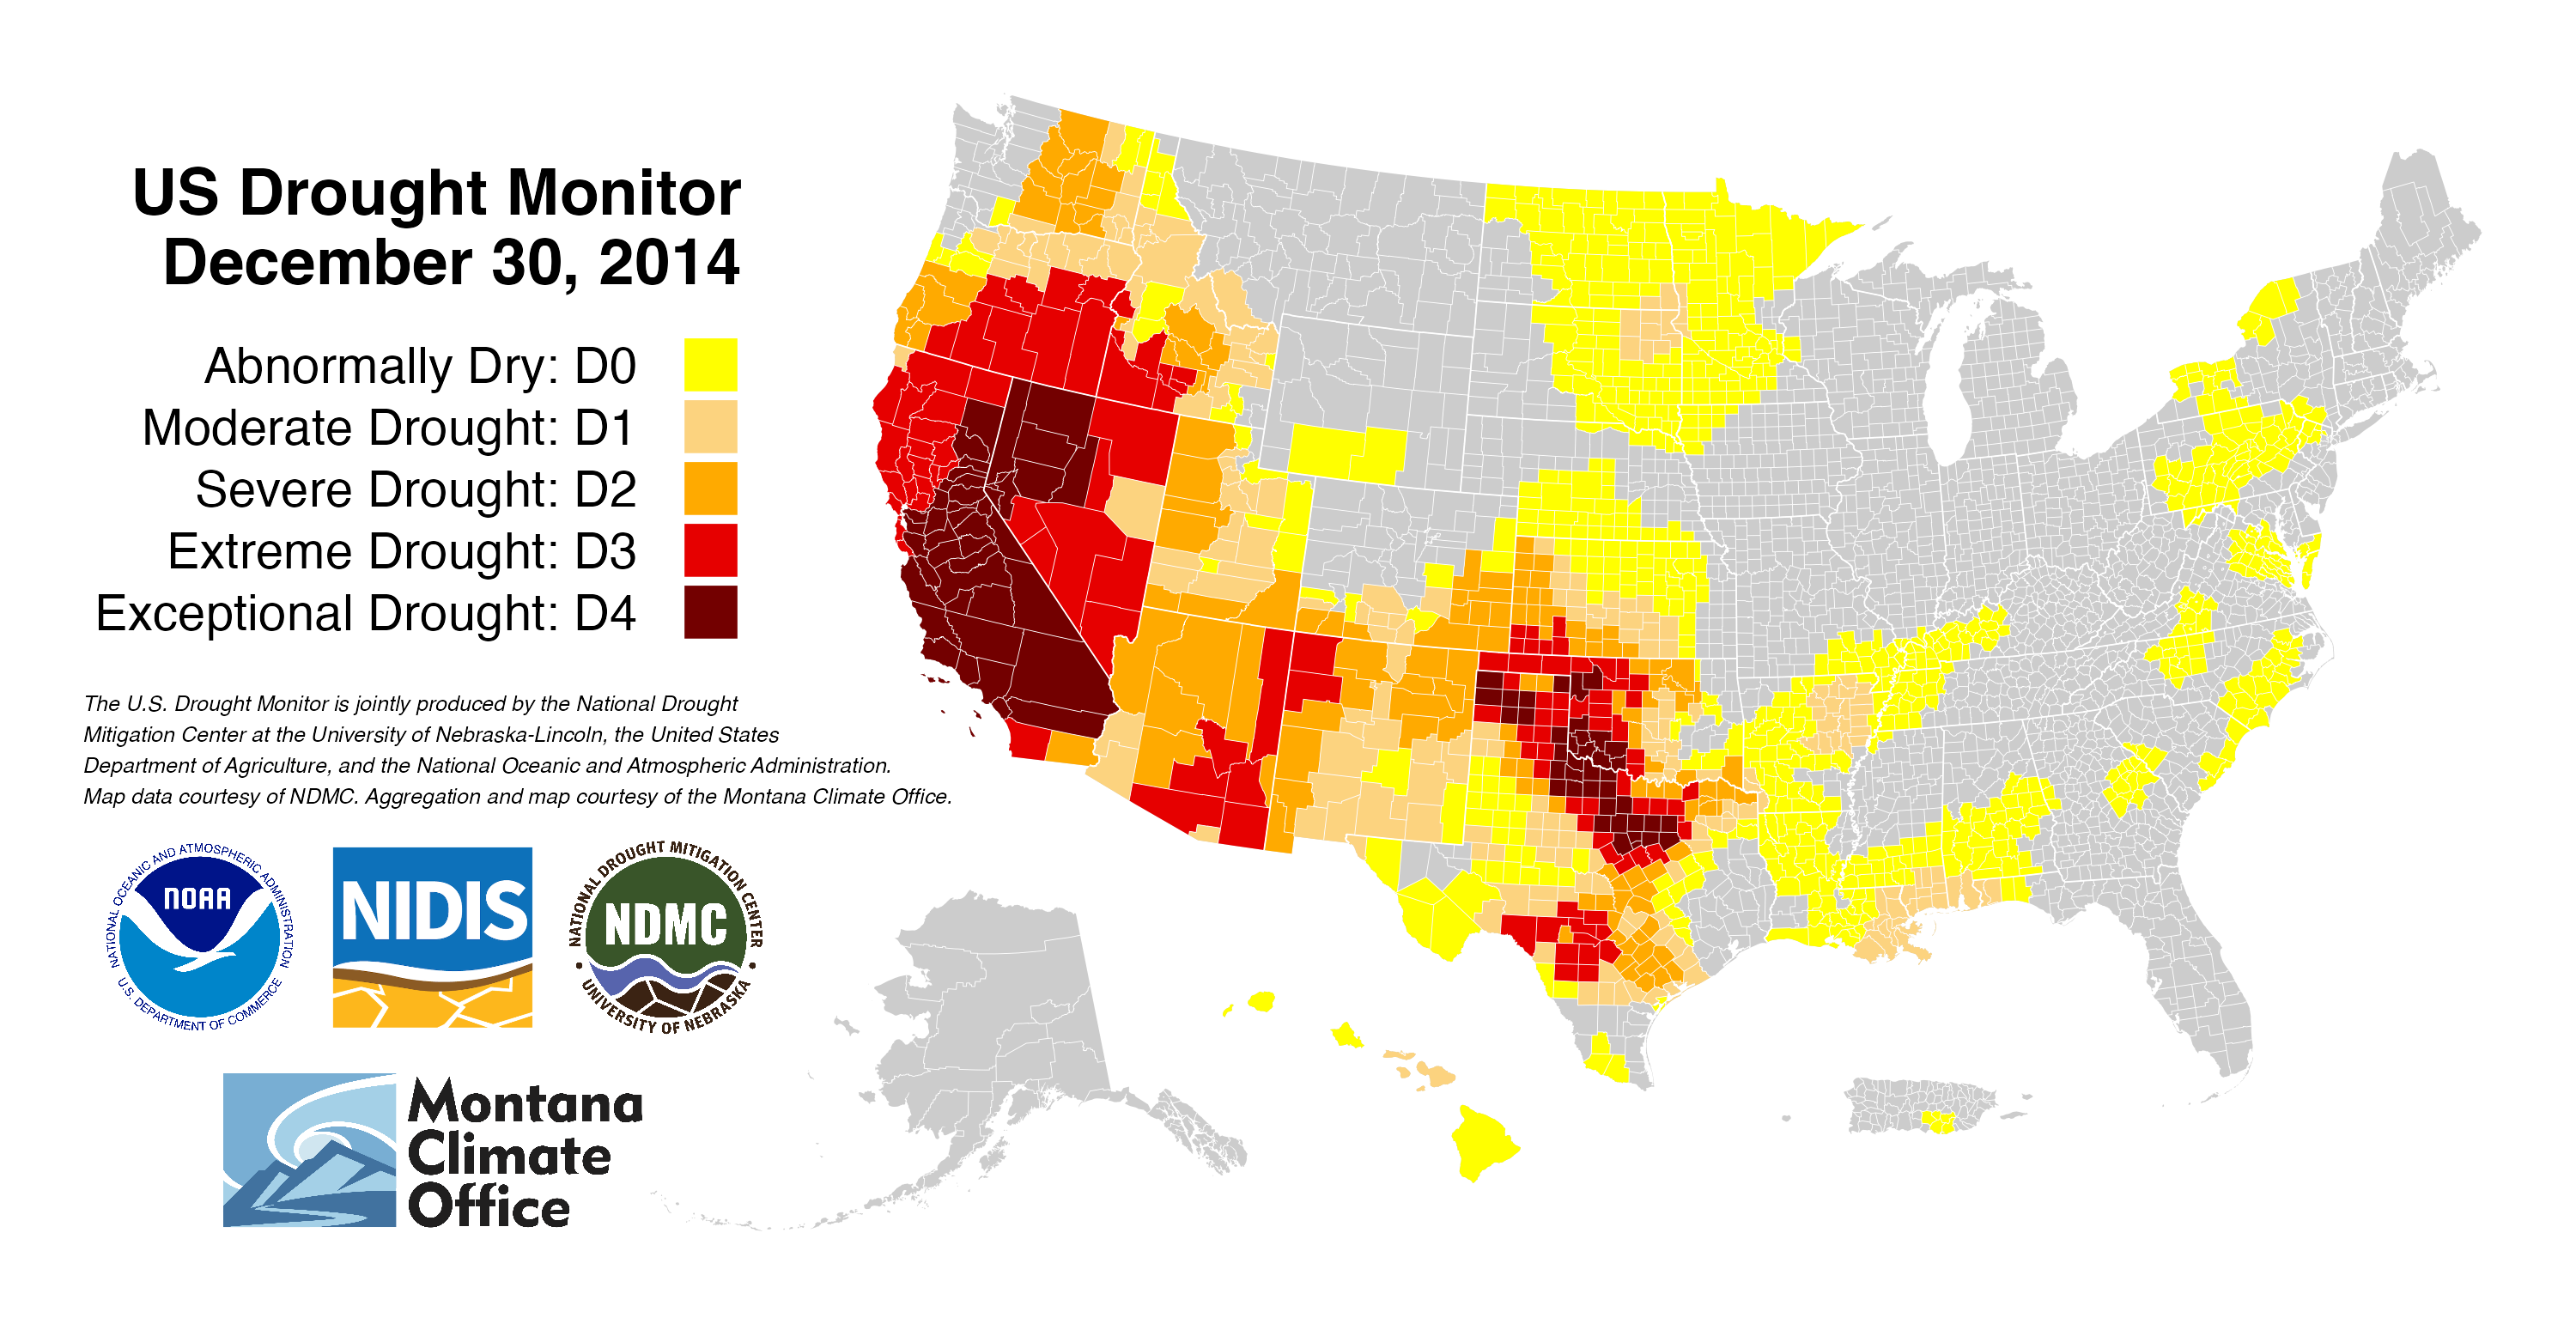 US Drought Monitor
December 30, 2014
Abnormally Dry: D0
Moderate Drought: D1
Severe Drought: D2
Extreme Drought: D3
Exceptional Drought: D4
The U.S. Drought Monitor is jointly produced by the National Drought
Mitigation Center at the University of Nebraska-Lincoln, the United States
Department of Agriculture, and the National Oceanic and Atmospheric Administration.
Map data courtesy of NDMC. Aggregation and map courtesy of the Montana Climate Office.
NATIONAL OCEANIC AND ATMOSPHERIC ADMINISTRATION
NOAA
U.S. DEPARTMENT OF COMMERCE
NIDIS
NATIONAL DROUGHT MITIGATION CENTER
NDMC
UNIVERSITY OF NEBRASKA
Montana
Climate
Office